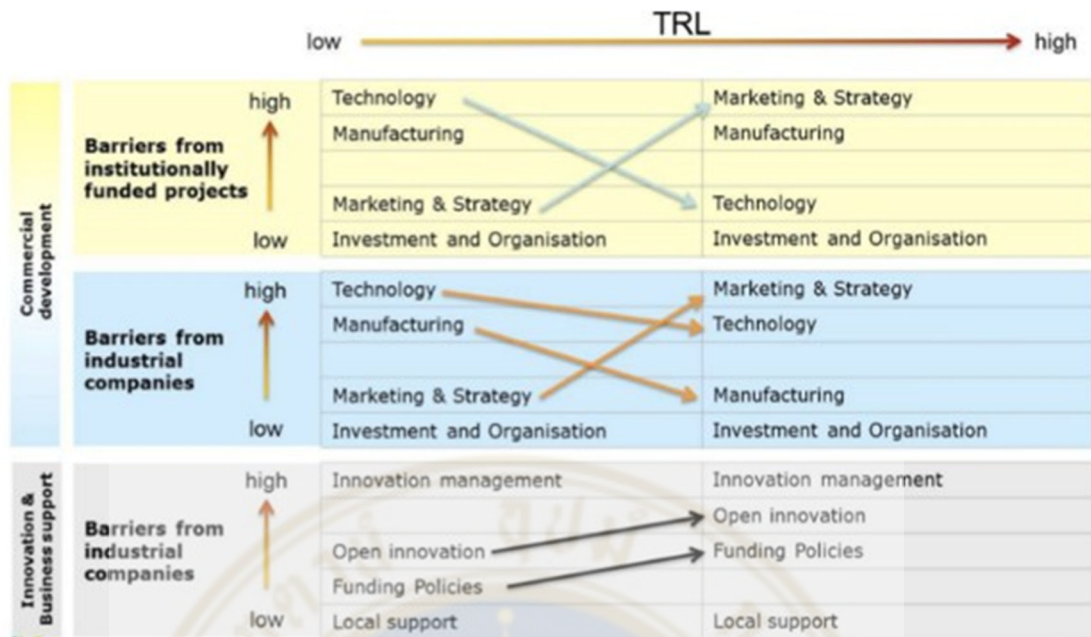 TRL
low
high
Commercial
development
Barriers from
institutionally
funded projects
high
low
Technology
Marketing & Strategy
Manufacturing
Manufacturing
Marketing & Strategy
Technology
Investment and Organisation
Investment and Organisation
Barriers from
industrial
companies
high
low
Technology
Marketing & Strategy
Manufacturing
Technology
Marketing & Strategy
Manufacturing
Investment and Organisation
Investment and Organisation
Innovation &
Business support
Barriers from
industrial
companies
high
low
Innovation management
Innovation management
Open innovation
Open innovation
Funding Policies
Funding Policies
Local support
Local support